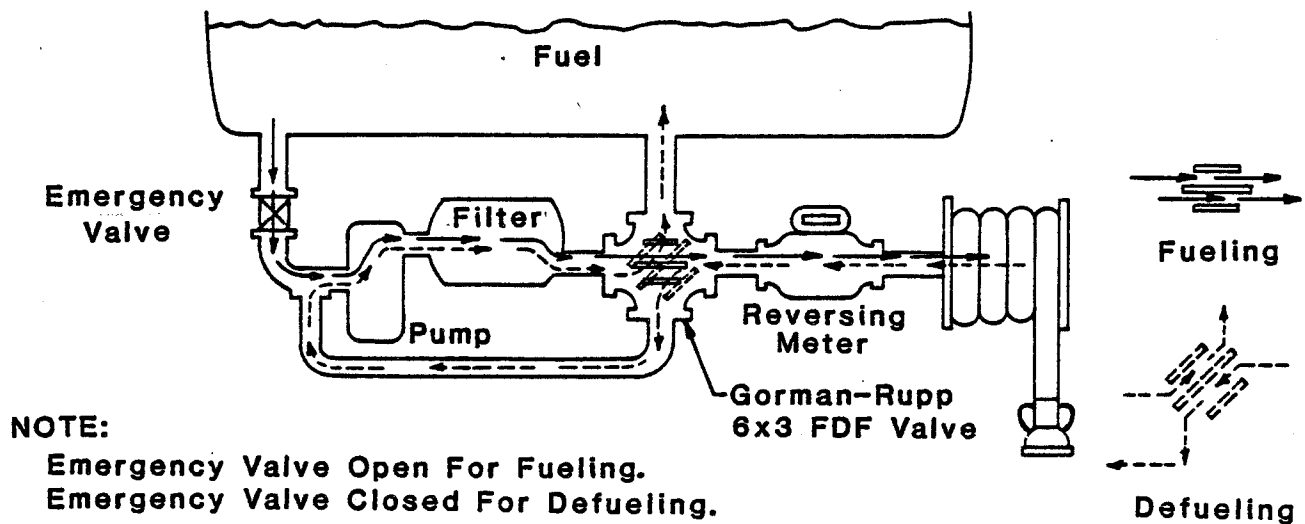 Fuel
Emergency
Valve
Filter
Pump
Reversing
Meter
Gorman-Rupp
6x3 FDF Valve
Fueling
Defueling
NOTE:
Emergency Valve Open For Fueling.
Emergency Valve Closed For Defueling.